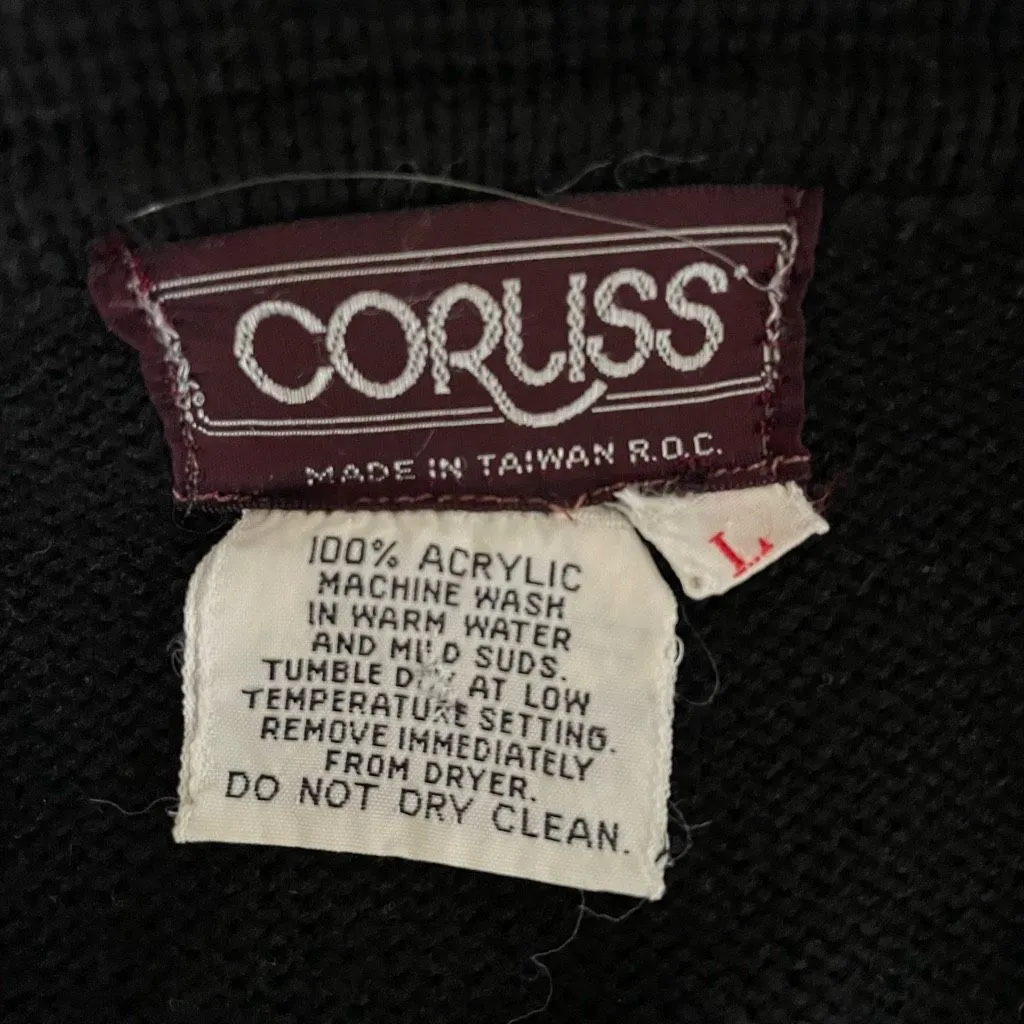 CORLISS
MADE IN TAIWAN R.O.C.
L
100% ACRYLIC
MACHINE WASH
IN WARM WATER
AND MILD SUDS.
TUMBLE DRY AT LOW
TEMPERATURE SETTING.
REMOVE IMMEDIATELY
FROM DRYER.
DO NOT DRY CLEAN.